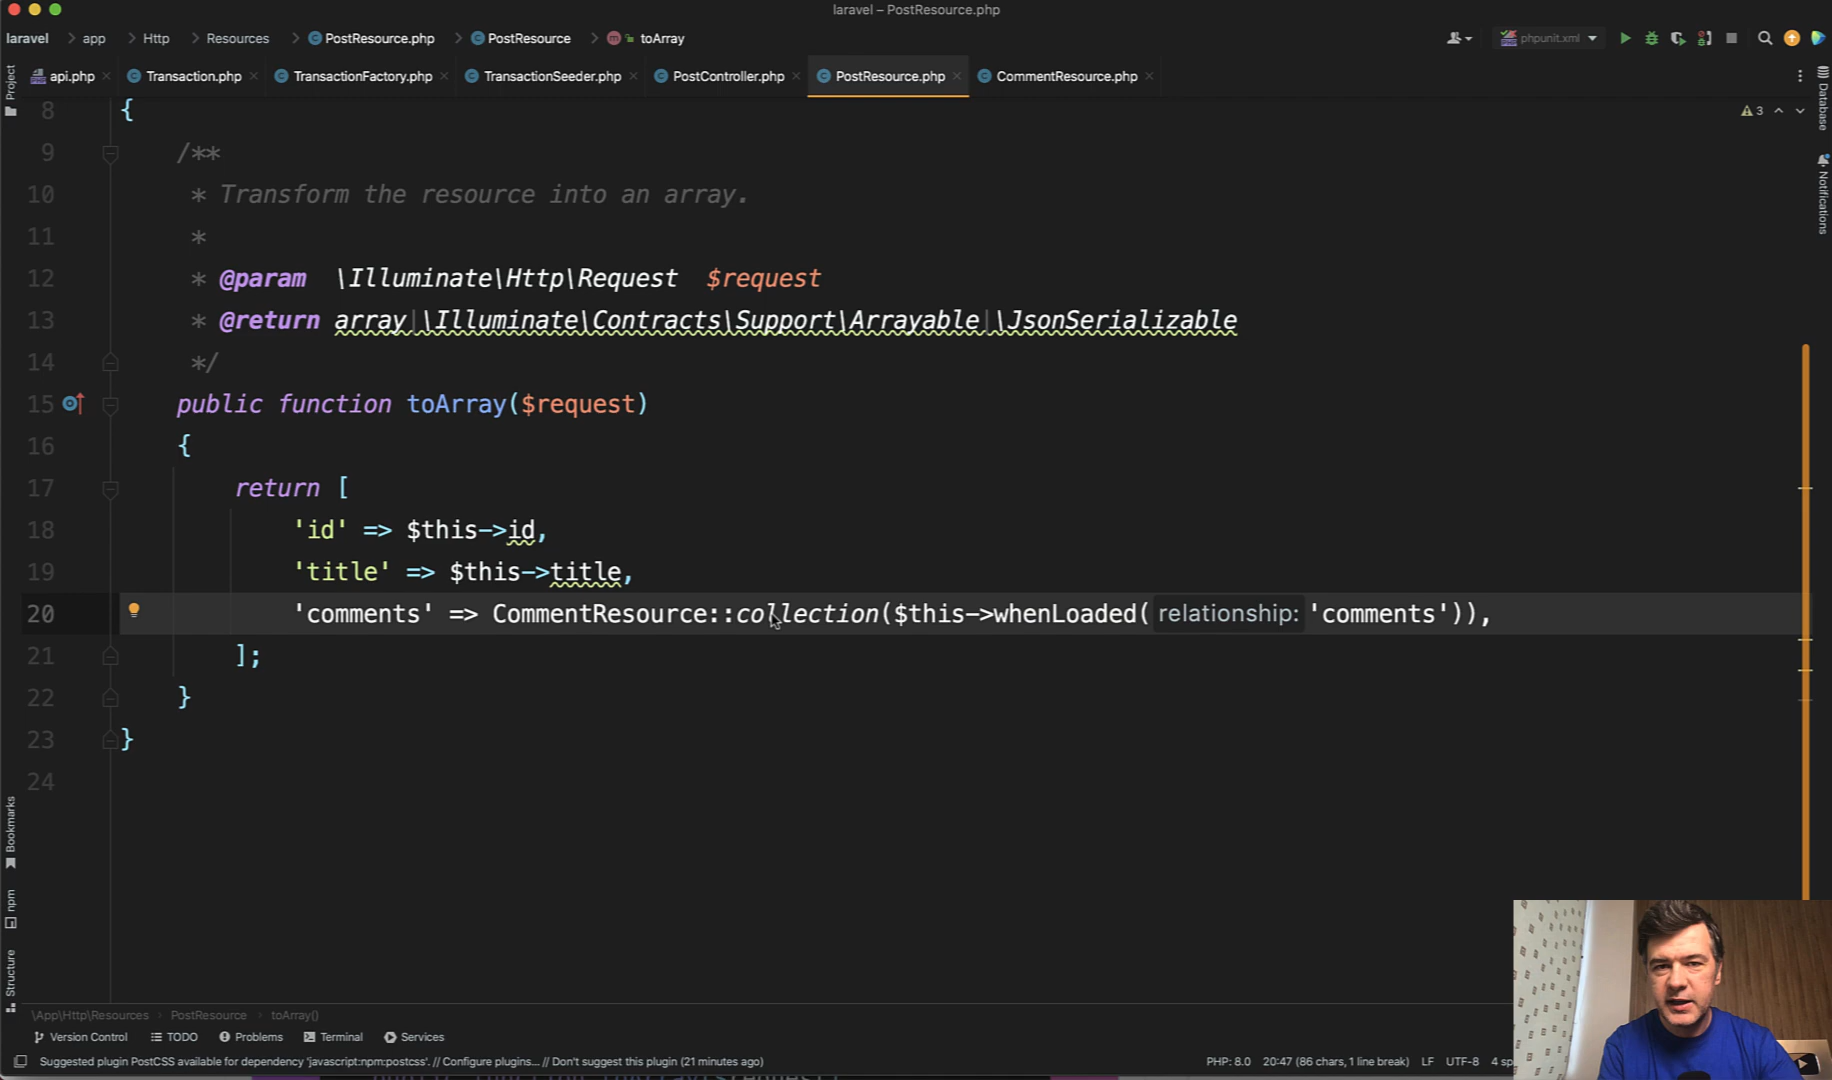 laravel – PostResource.php
laravel > app > Http > Resources > PostResource.php > PostResource > toArray
phpunit.xml
api.php Transaction.php TransactionFactory.php TransactionSeeder.php PostController.php PostResource.php CommentResource.php
Project
Database
Notifications
3
8 {
9 /**
10 * Transform the resource into an array.
11 *
12 * @param \Illuminate\Http\Request $request
13 * @return array|\Illuminate\Contracts\Support\Arrayable|\JsonSerializable
14 */
15 public function toArray($request)
16 {
17 return [
18 'id' => $this->id,
19 'title' => $this->title,
20 'comments' => CommentResource::collection($this->whenLoaded( relationship: 'comments')),
21 ];
22 }
23 }
24
Bookmarks
npm
Structure
\App\Http\Resources > PostResource > toArray()
Version Control TODO Problems Terminal Services
Suggested plugin PostCSS available for dependency 'javascript:npm:postcss'. // Configure plugins... // Don't suggest this plugin (21 minutes ago)
PHP: 8.0 20:47 (86 chars, 1 line break) LF UTF-8